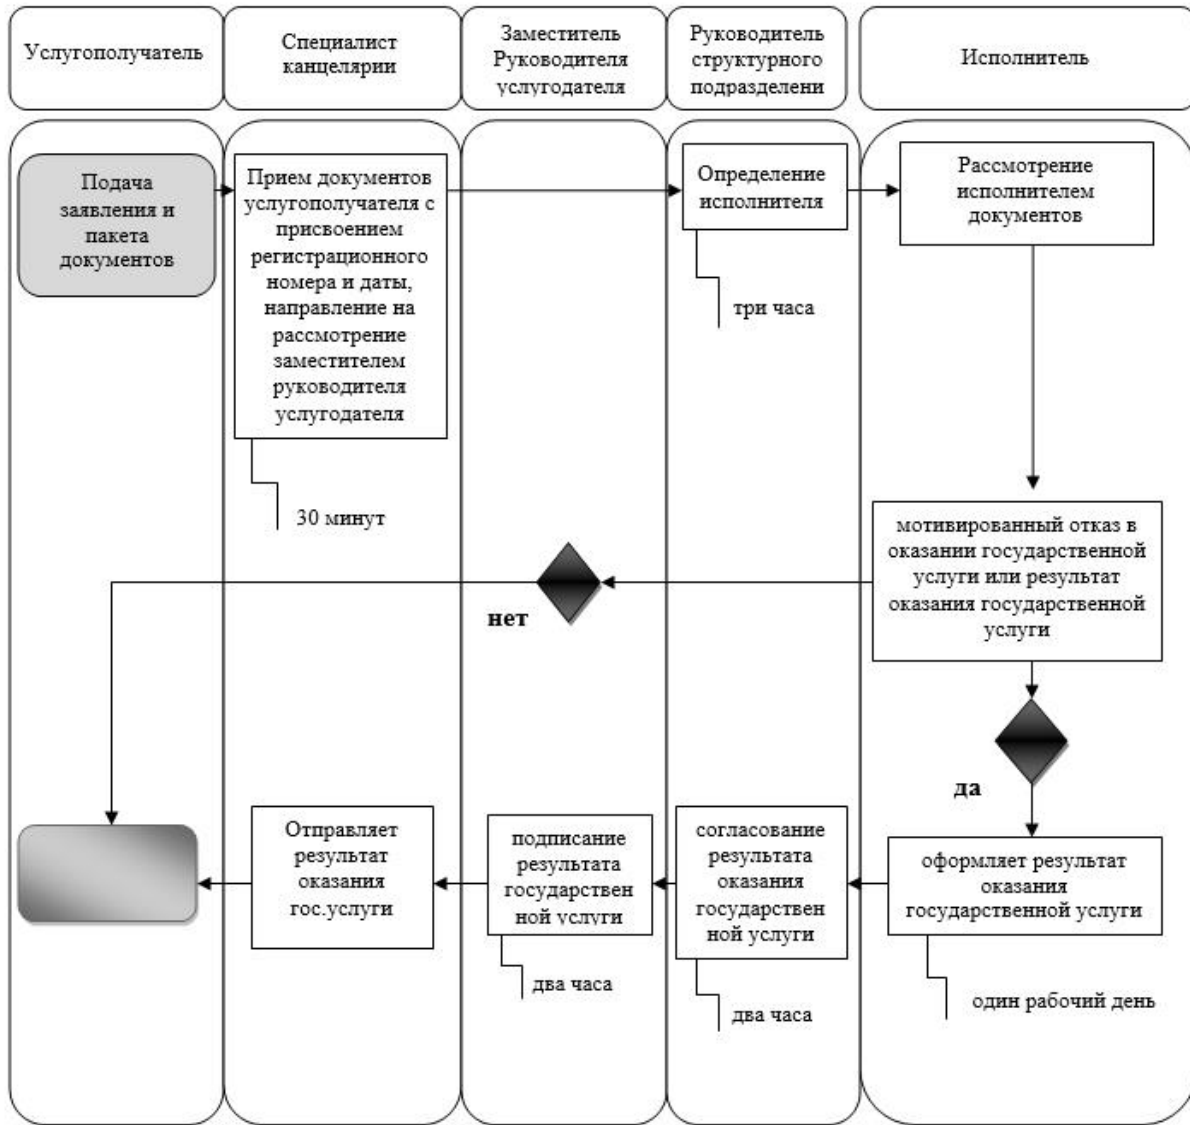 Услугополучатель
Специалист
канцелярии
Заместитель
Руководителя
услугодателя
Руководитель
структурного
подразделени
Исполнитель
Подача
заявления и
пакета
документов
Прием документов
услугополучателя с
присвоением
регистрационного
номера и даты,
направление на
рассмотрение
заместителем
руководителя
услугодателя
30 минут
Определение
исполнителя
три часа
Рассмотрение
исполнителем
документов
мотивированный отказ в
оказании государственной
услуги или результат
оказания государственной
услуги
нет
да
Отправляет
результат
оказания
гос.услуги
подписание
результата
государствен
ной услуги
два часа
согласование
результата
оказания
государствен
ной услуги
два часа
оформляет результат
оказания
государственной услуги
один рабочий день